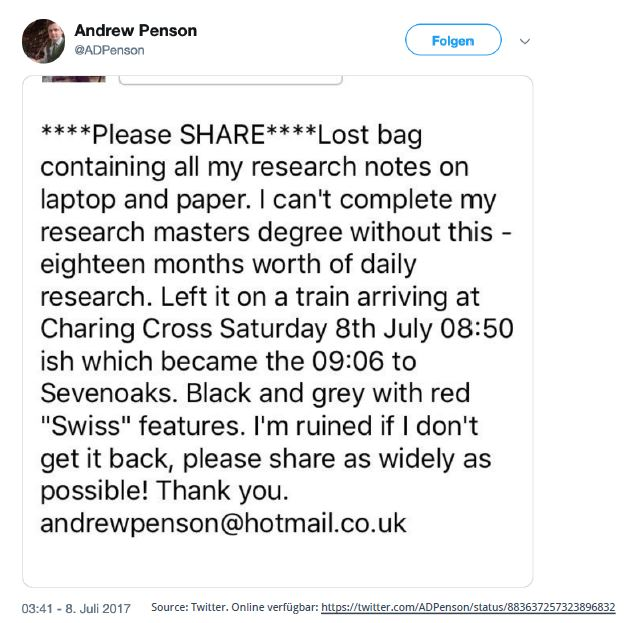 Andrew Penson
@ADPenson
Folgen
****Please SHARE****Lost bag
containing all my research notes on
laptop and paper. I can't complete my
research masters degree without this -
eighteen months worth of daily
research. Left it on a train arriving at
Charing Cross Saturday 8th July 08:50
ish which became the 09:06 to
Sevenoaks. Black and grey with red
"Swiss" features. I'm ruined if I don't
get it back, please share as widely as
possible! Thank you.
andrewpenson@hotmail.co.uk
03:41 - 8. Juli 2017 Source: Twitter. Online verfügbar: https://twitter.com/ADPenson/status/883637257323896832